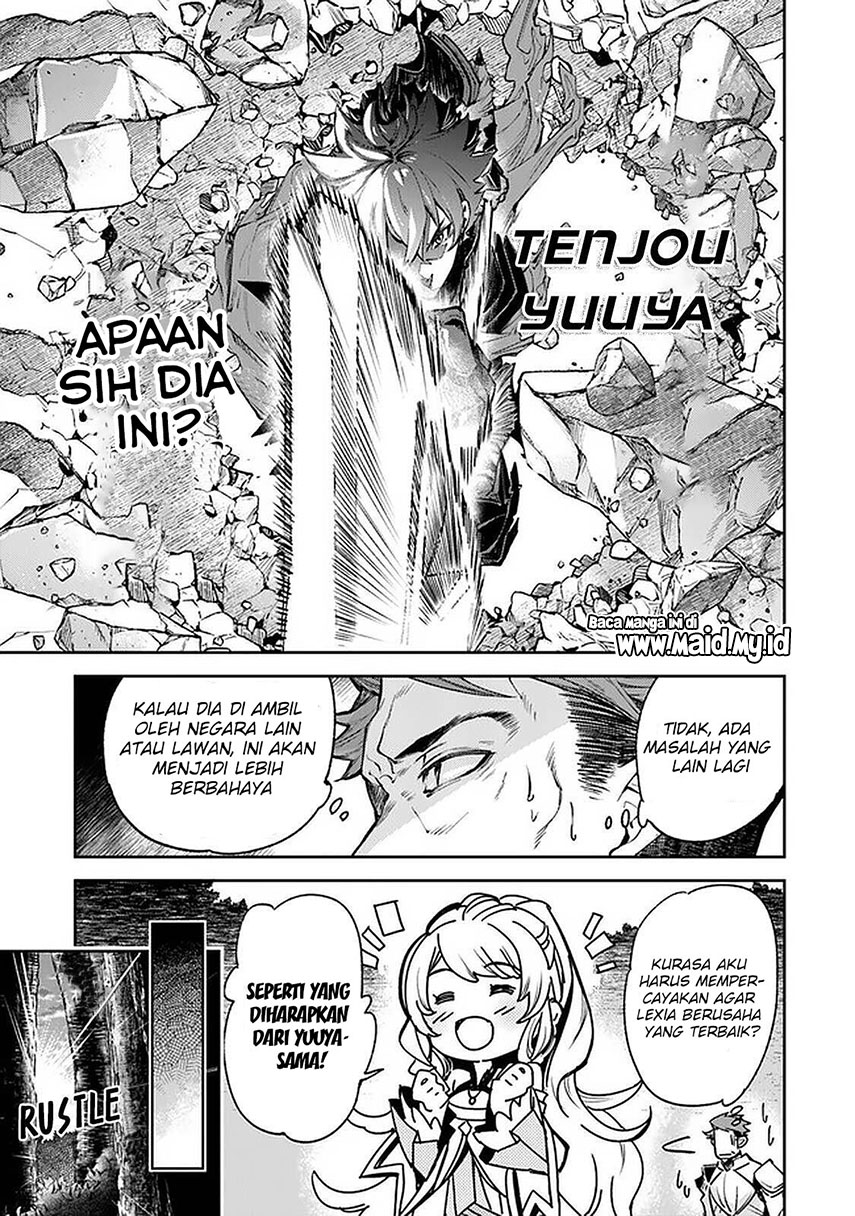 TENJOU
YUUYA
APAAN
SIH DIA
INI?
Baca Manga ini di
www.Maid.My.id
TIDAK, ADA
MASALAH YANG
LAIN LAGI
KALAU DIA DI AMBIL
OLEH NEGARA LAIN
ATAU LAWAN, INI AKAN
MENJADI LEBIH
BERBAHAYA
KURASA AKU
HARUS MEMPER-
CAYAKAN AGAR
LEXIA BERUSAHA
YANG TERBAIK?
SEPERTI YANG
DIHARAPKAN
DARI YUUYA-
SAMA!
RUSTLE